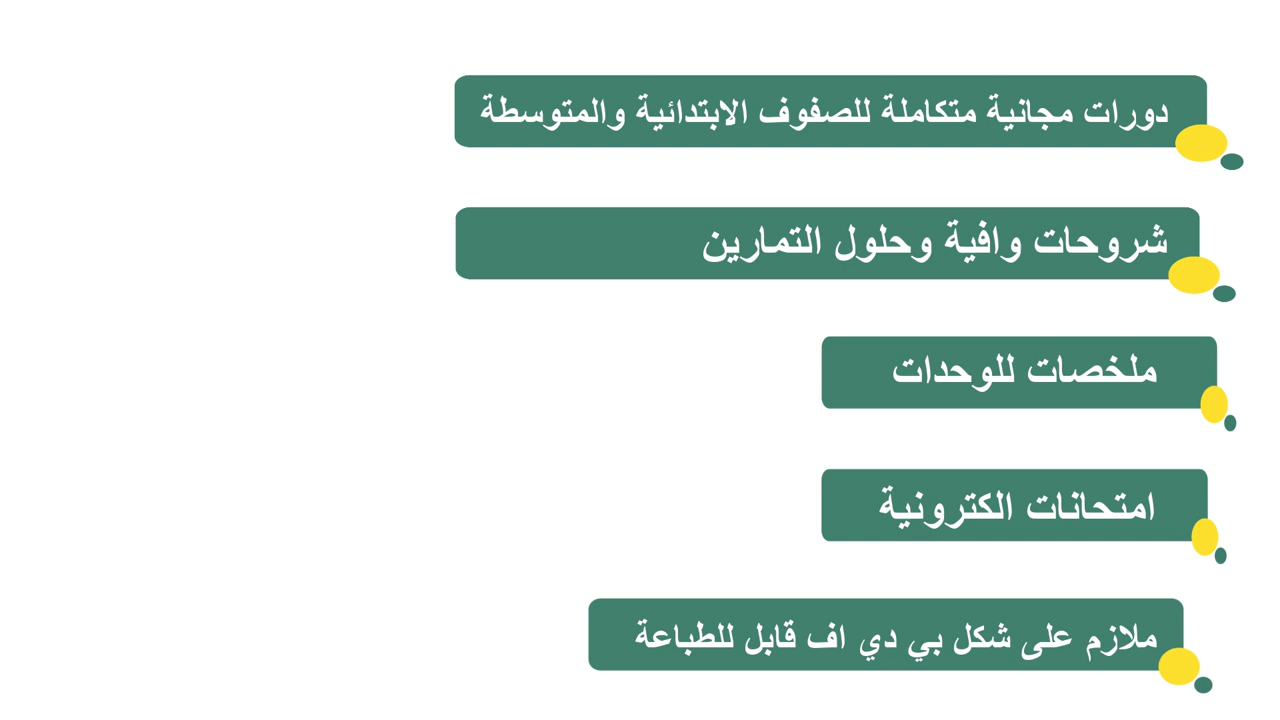 دورات مجانية متكاملة للصفوف الابتدائية والمتوسطة
شروحات وافية وحلول التمارين
ملخصات للوحدات
امتحانات الكترونية
ملازم على شكل بي دي اف قابل للطباعة